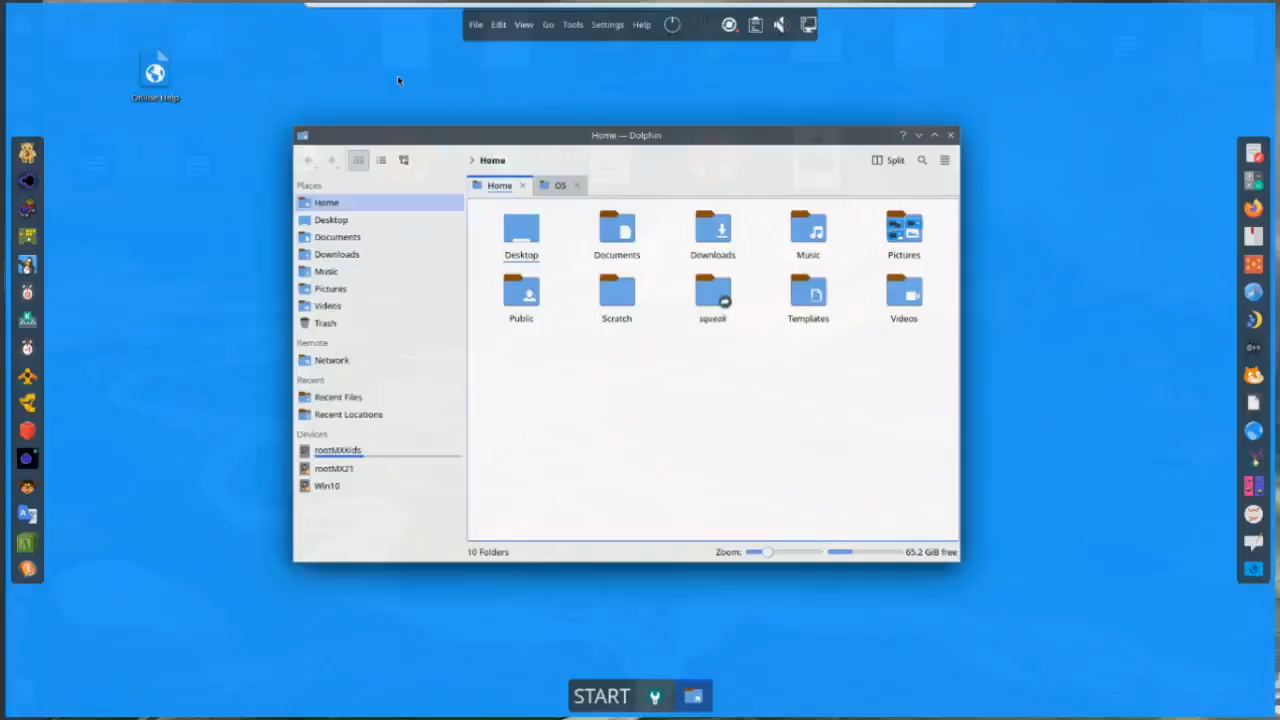 File Edit View Go Tools Settings Help
Online Help
Home — Dolphin
Home
Split
Places
Home
Desktop
Documents
Downloads
Music
Pictures
Videos
Trash
Remote
Network
Recent
Recent Files
Recent Locations
Devices
rootMXKids
rootMX21
Win10
Home OS
Desktop Documents Downloads Music Pictures
Public Scratch squeak Templates Videos
10 Folders Zoom: 65.2 GiB free
START